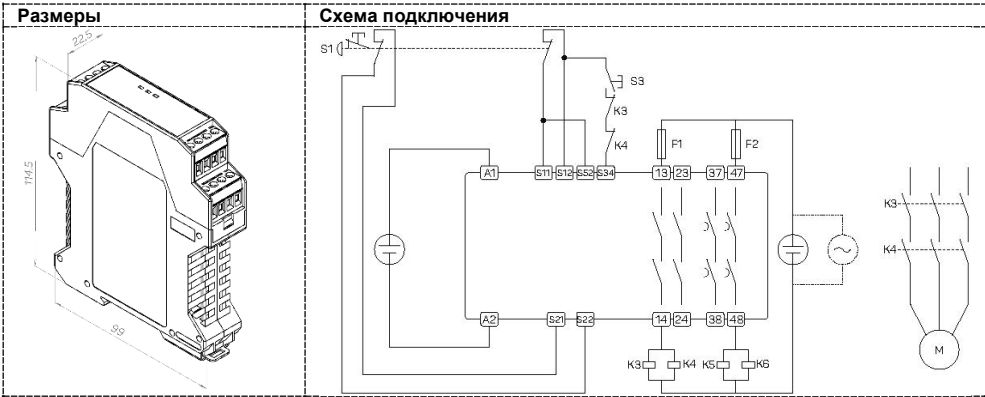 Размеры
Схема подключения
22,5
114,5
99
S1
S3
K3
K4
F1
F2
A1
S11
S12
S52
S34
13
23
37
47
A2
S21
S22
14
24
38
48
K3
K4
K5
K6
K3
K4
M